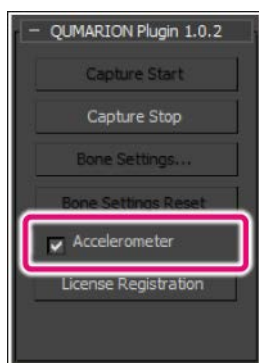 − QUMARION Plugin 1.0.2
Capture Start
Capture Stop
Bone Settings...
Bone Settings Reset
Accelerometer
License Registration